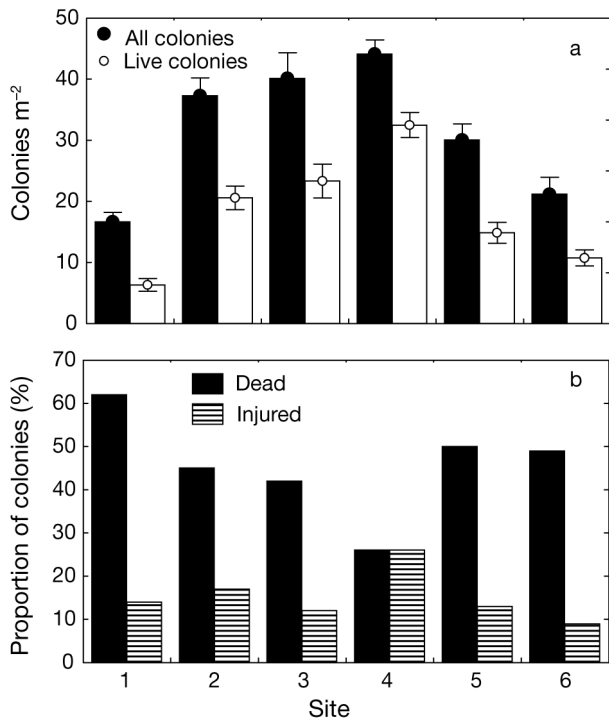 50
40
30
20
10
0
Colonies m⁻²
All colonies
Live colonies
a
70
60
50
40
30
20
10
0
Proportion of colonies (%)
Dead
Injured
b
1 2 3 4 5 6
Site